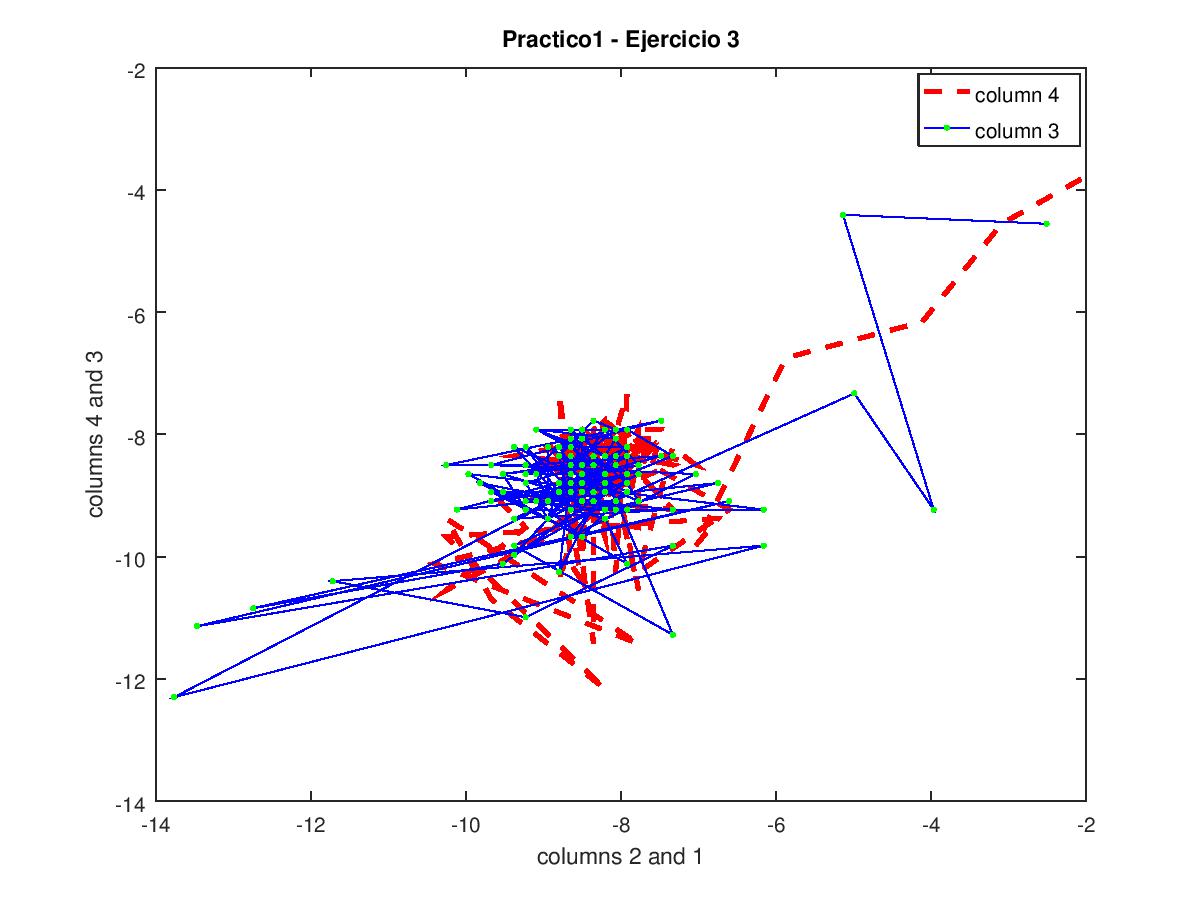 Practico1 - Ejercicio 3
-2
column 4
column 3
-4
-6
-8
-10
-12
-14
columns 4 and 3
-14 -12 -10 -8 -6 -4 -2
columns 2 and 1